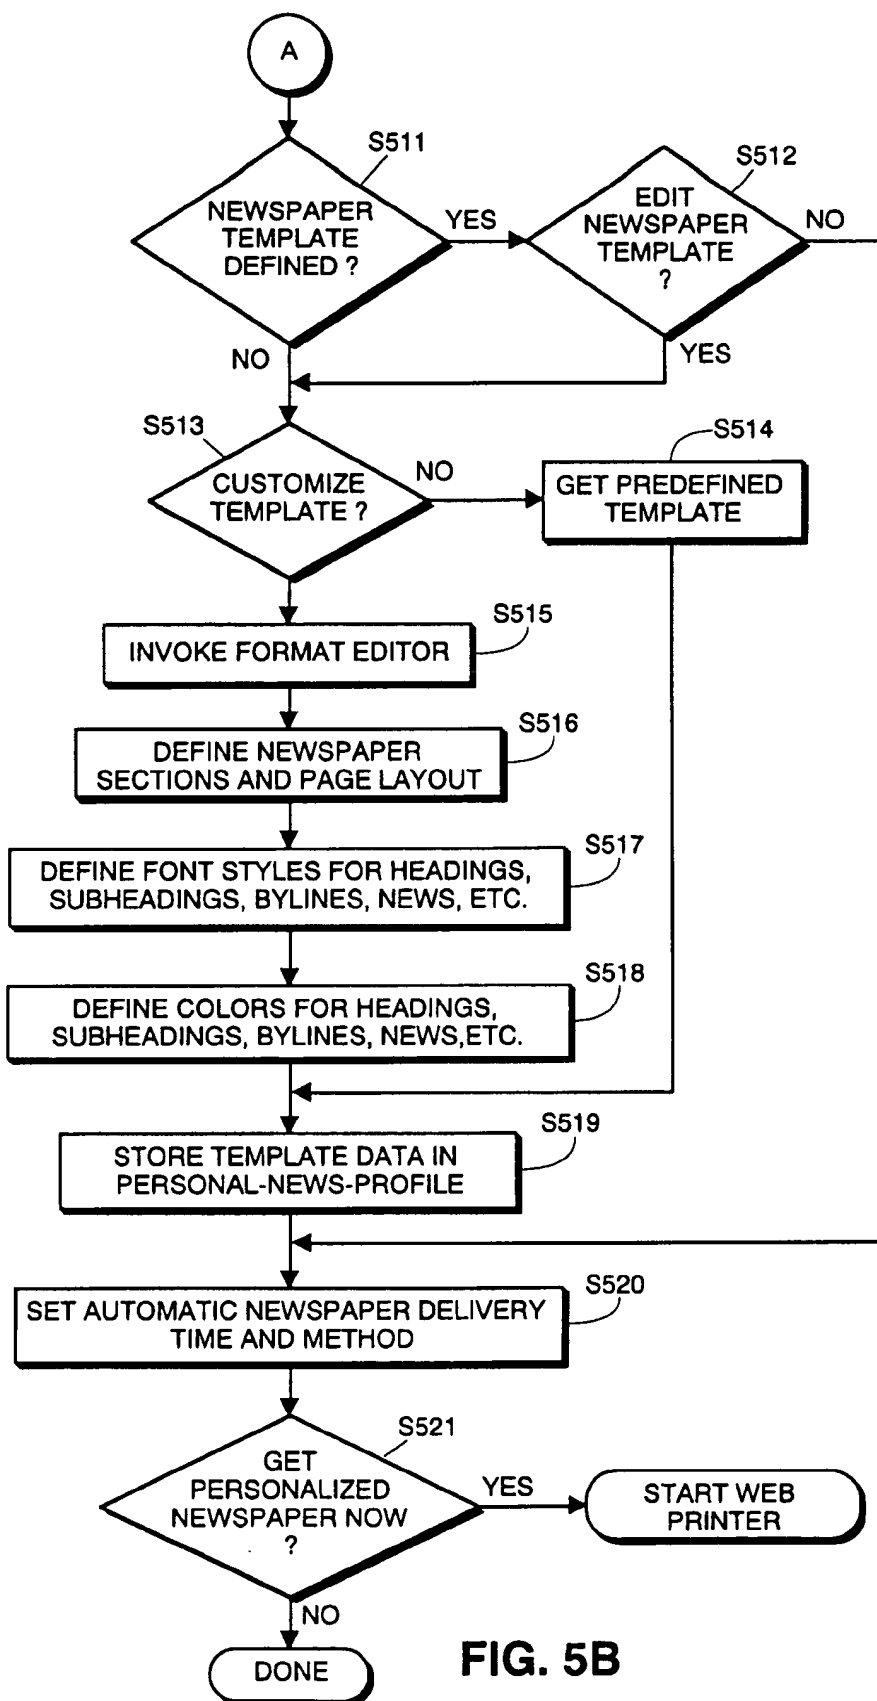 A
S511
NEWSPAPER
TEMPLATE
DEFINED ?
YES
NO
S512
EDIT
NEWSPAPER
TEMPLATE
?
NO
YES
S513
CUSTOMIZE
TEMPLATE ?
NO
S514
GET PREDEFINED
TEMPLATE
S515
INVOKE FORMAT EDITOR
S516
DEFINE NEWSPAPER
SECTIONS AND PAGE LAYOUT
S517
DEFINE FONT STYLES FOR HEADINGS,
SUBHEADINGS, BYLINES, NEWS, ETC.
S518
DEFINE COLORS FOR HEADINGS,
SUBHEADINGS, BYLINES, NEWS,ETC.
S519
STORE TEMPLATE DATA IN
PERSONAL-NEWS-PROFILE
S520
SET AUTOMATIC NEWSPAPER DELIVERY
TIME AND METHOD
S521
GET
PERSONALIZED
NEWSPAPER NOW
?
YES
START WEB
PRINTER
NO
DONE
FIG. 5B